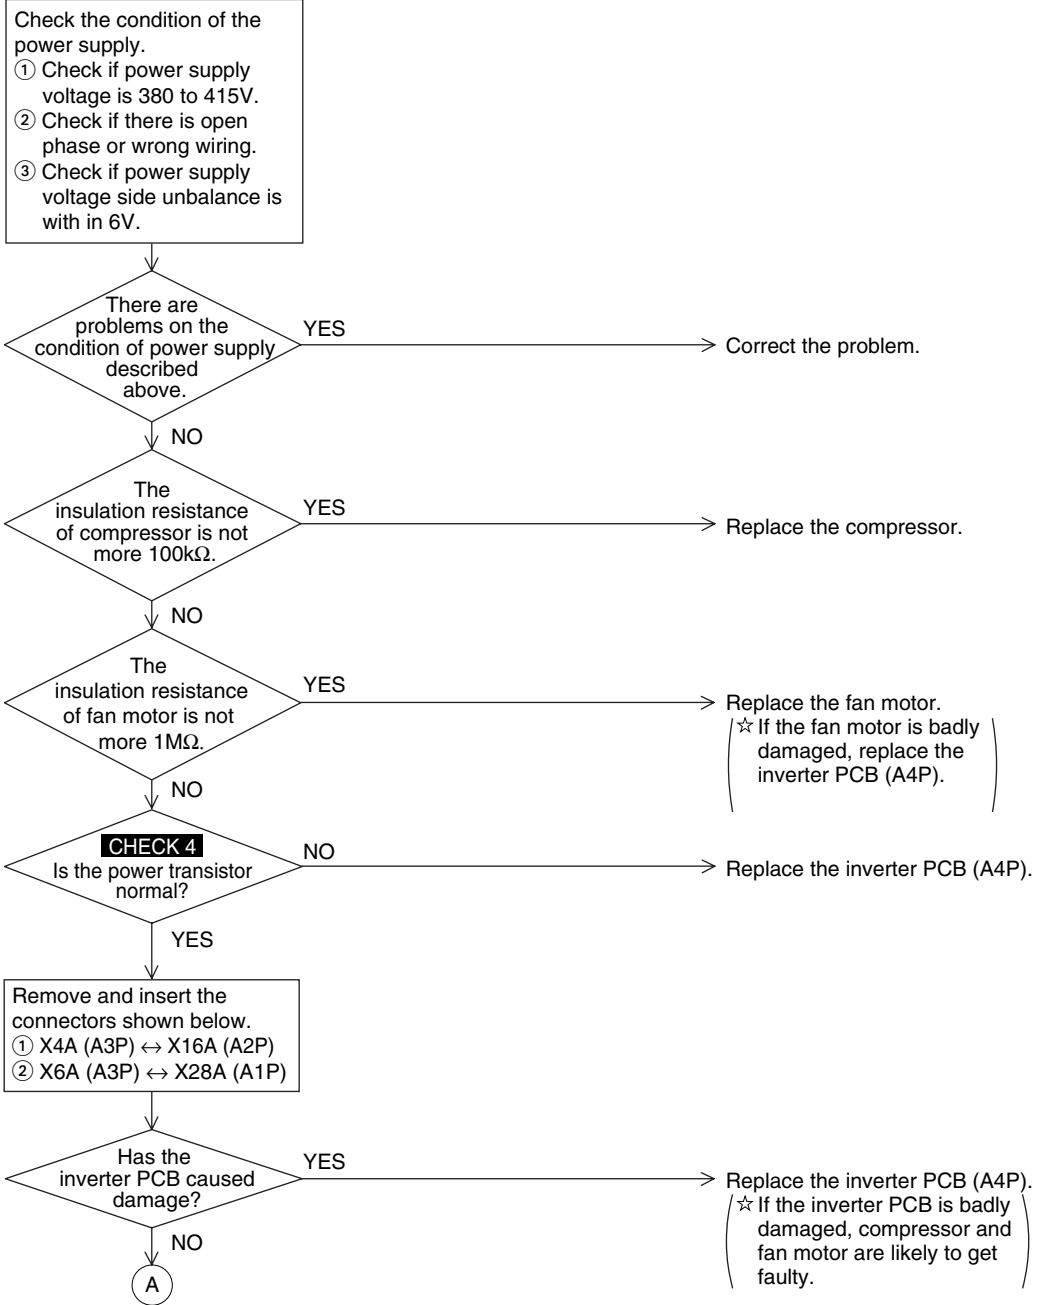 Check the condition of the
power supply.
① Check if power supply
voltage is 380 to 415V.
② Check if there is open
phase or wrong wiring.
③ Check if power supply
voltage side unbalance is
with in 6V.
There are
problems on the
condition of power supply
described
above.
YES
Correct the problem.
NO
The
insulation resistance
of compressor is not
more 100kΩ.
YES
Replace the compressor.
NO
The
insulation resistance
of fan motor is not
more 1MΩ.
YES
Replace the fan motor.
☆ If the fan motor is badly
damaged, replace the
inverter PCB (A4P).
NO
CHECK 4
Is the power transistor
normal?
NO
Replace the inverter PCB (A4P).
YES
Remove and insert the
connectors shown below.
① X4A (A3P) ↔ X16A (A2P)
② X6A (A3P) ↔ X28A (A1P)
Has the
inverter PCB caused
damage?
YES
Replace the inverter PCB (A4P).
☆ If the inverter PCB is badly
damaged, compressor and
fan motor are likely to get
faulty.
NO
A